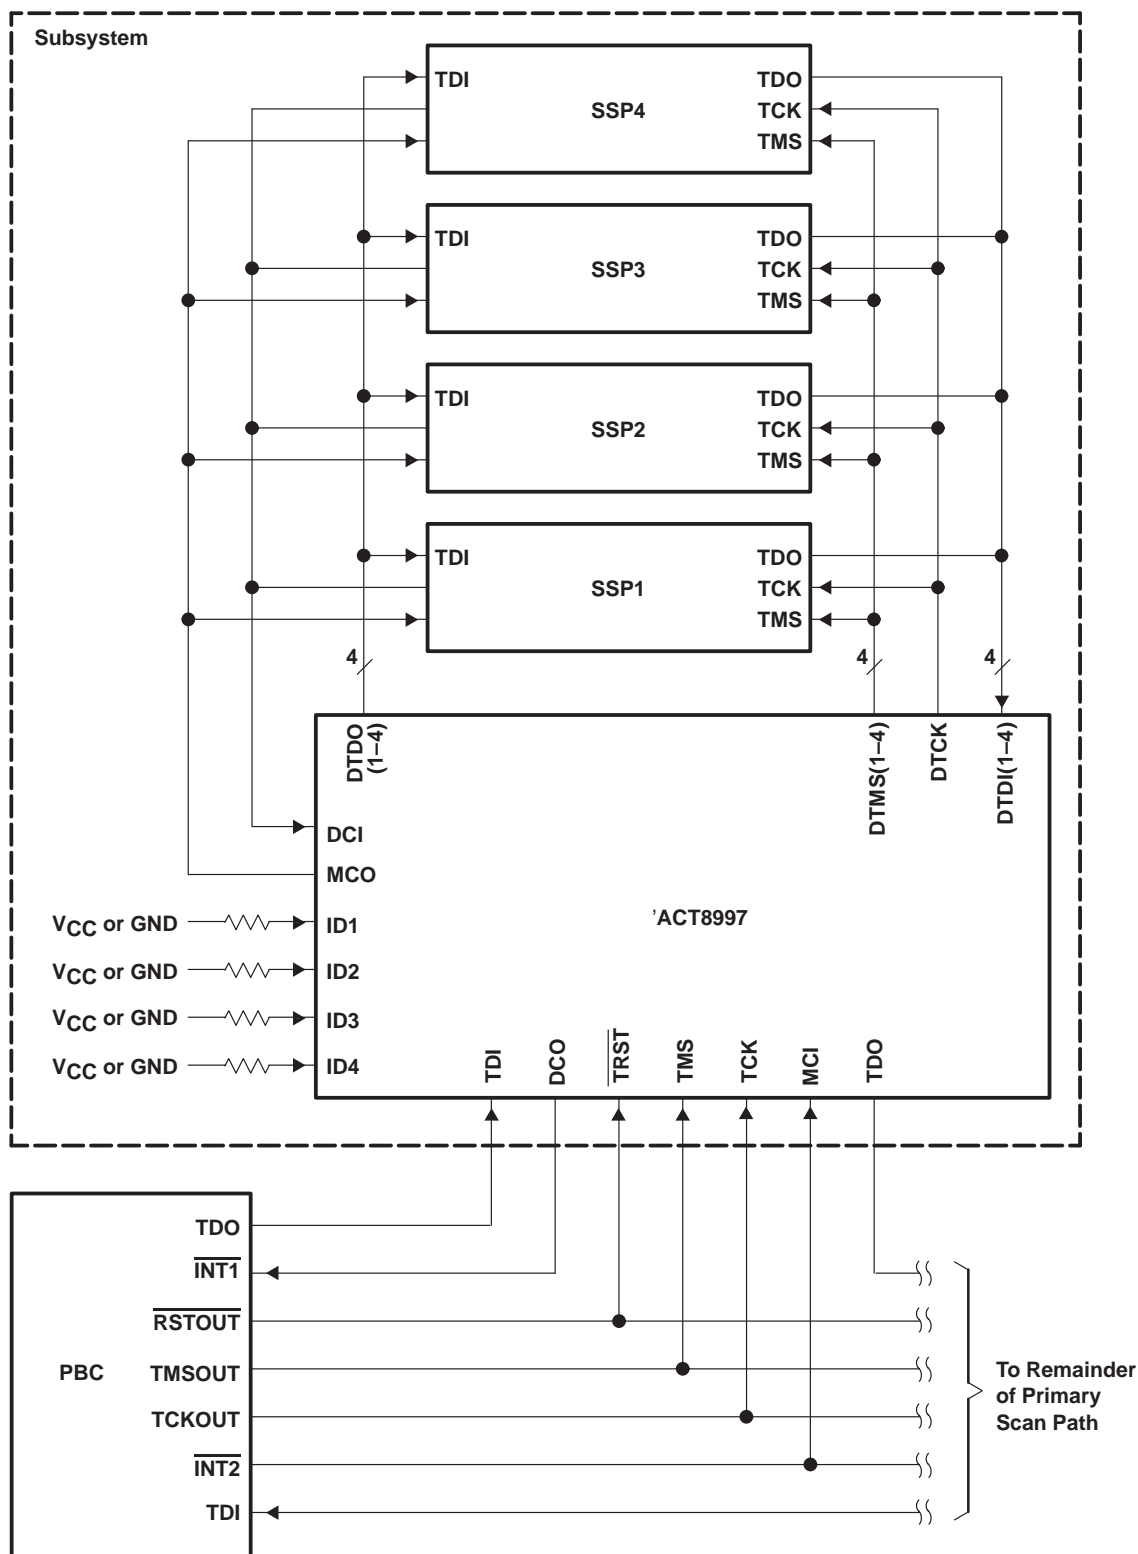 Subsystem
TDI TDO
SSP4 TCK
TMS
TDI TDO
SSP3 TCK
TMS
TDI TDO
SSP2 TCK
TMS
TDI TDO
SSP1 TCK
TMS
4 4 4
DTDO (1–4)
DTMS(1–4)
DTCK
DTDI(1–4)
DCI
MCO
VCC or GND ID1
VCC or GND ID2
VCC or GND ID3
VCC or GND ID4
'ACT8997
TDI
DCO
TRST
TMS
TCK
MCI
TDO
TDO
INT1
RSTOUT
PBC TMSOUT
TCKOUT
INT2
TDI
To Remainder
of Primary
Scan Path